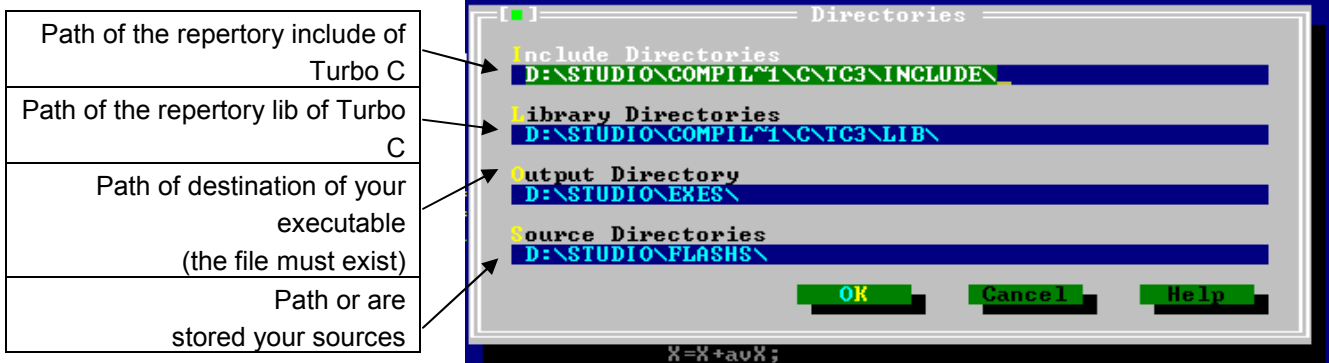 Path of the repertory include of
Turbo C
Path of the repertory lib of Turbo
C
Path of destination of your
executable
(the file must exist)
Path or are
stored your sources
Directories
Include Directories
D:\STUDIO\COMPIL~1\C\TC3\INCLUDE\_
Library Directories
D:\STUDIO\COMPIL~1\C\TC3\LIB\
Output Directory
D:\STUDIO\EXES\
Source Directories
D:\STUDIO\FLASHS\
OK Cancel Help
X=X+avX;